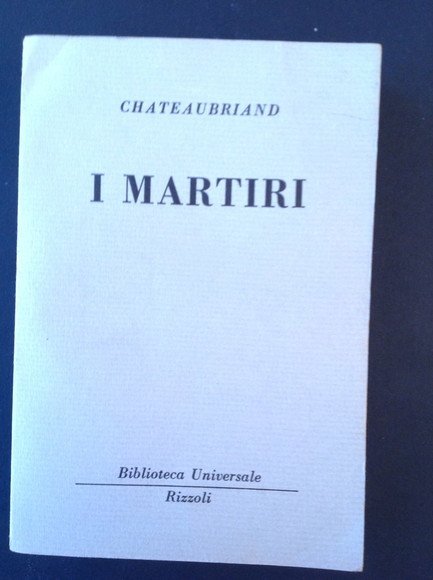 CHATEAUBRIAND
I MARTIRI
Biblioteca Universale
Rizzoli